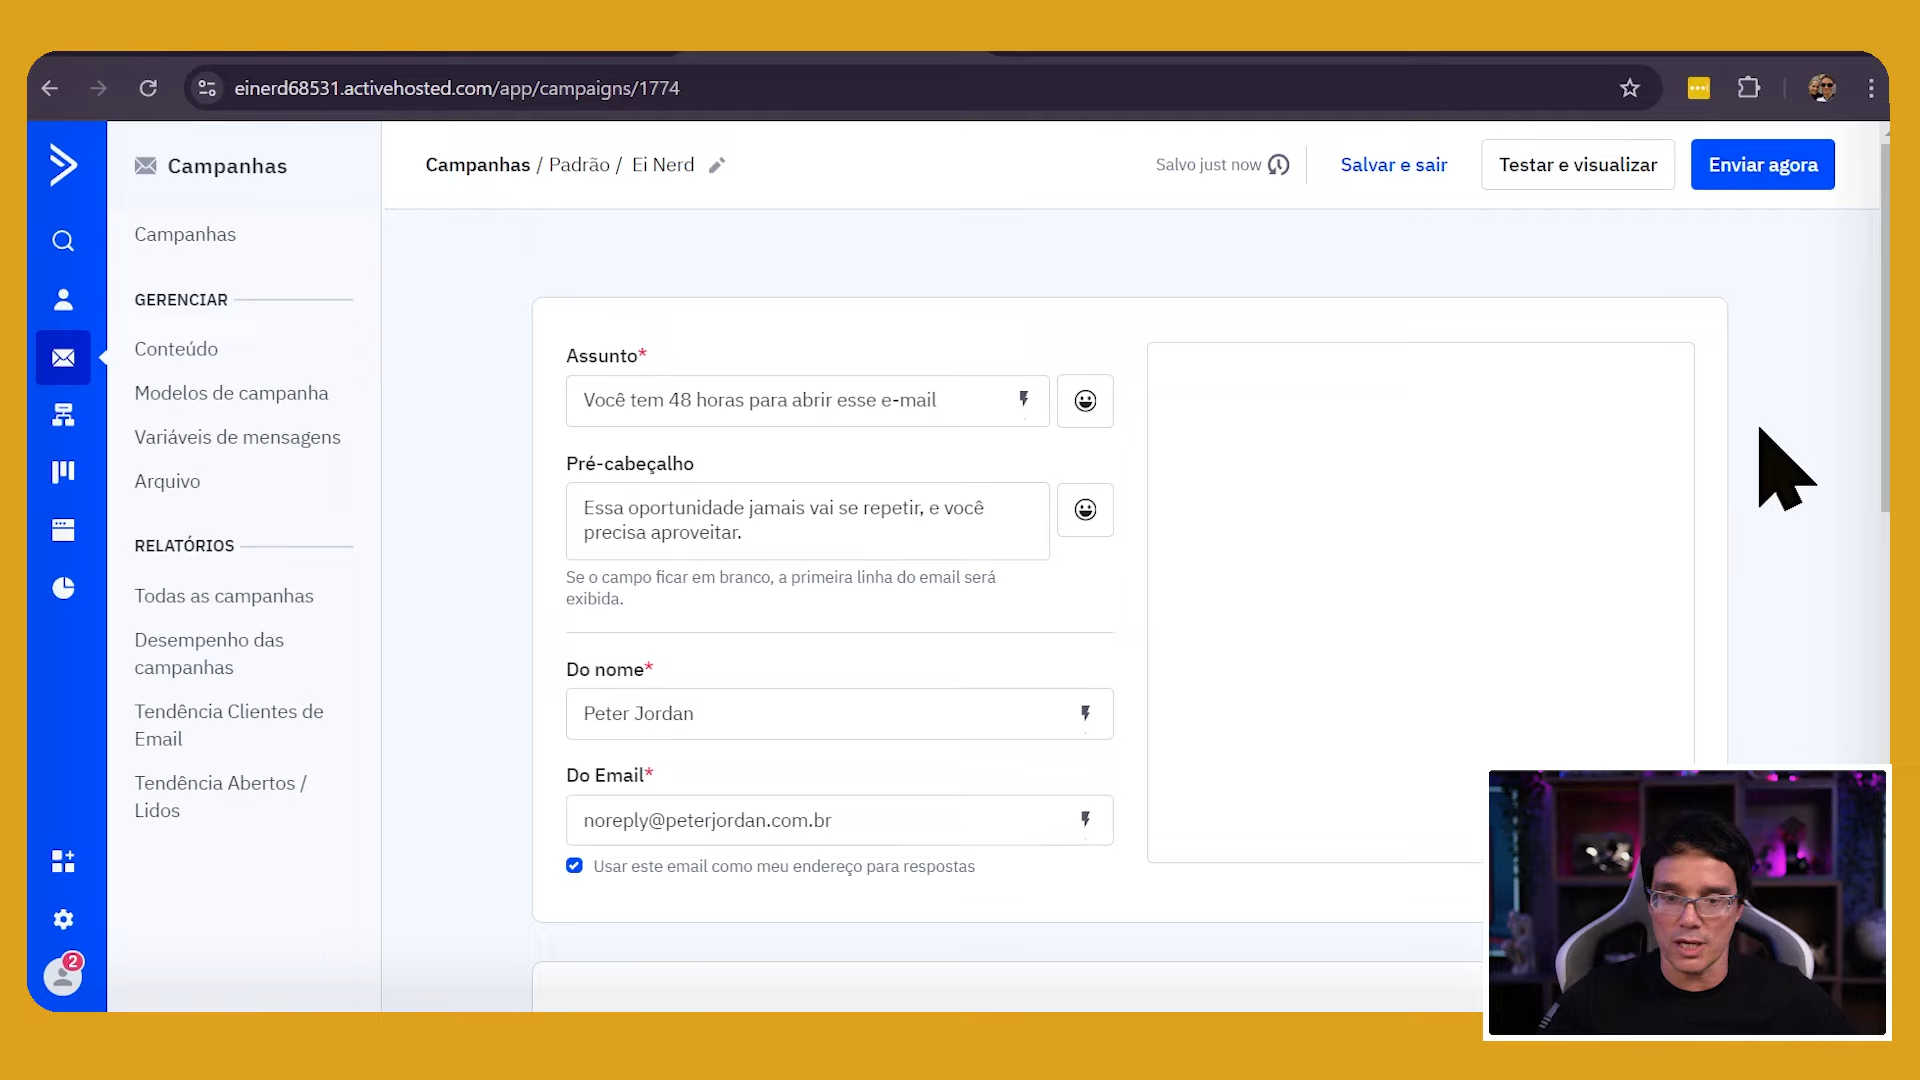 einerd68531.activehosted.com/app/campaigns/1774
Campanhas
Campanhas / Padrão / Ei Nerd
Salvo just now
Salvar e sair
Testar e visualizar
Enviar agora
Campanhas
GERENCIAR
Conteúdo
Modelos de campanha
Variáveis de mensagens
Arquivo
RELATÓRIOS
Todas as campanhas
Desempenho das
campanhas
Tendência Clientes de
Email
Tendência Abertos /
Lidos
2
Assunto*
Você tem 48 horas para abrir esse e-mail
Pré-cabeçalho
Essa oportunidade jamais vai se repetir, e você
precisa aproveitar.
Se o campo ficar em branco, a primeira linha do email será
exibida.
Do nome*
Peter Jordan
Do Email*
noreply@peterjordan.com.br
Usar este email como meu endereço para respostas